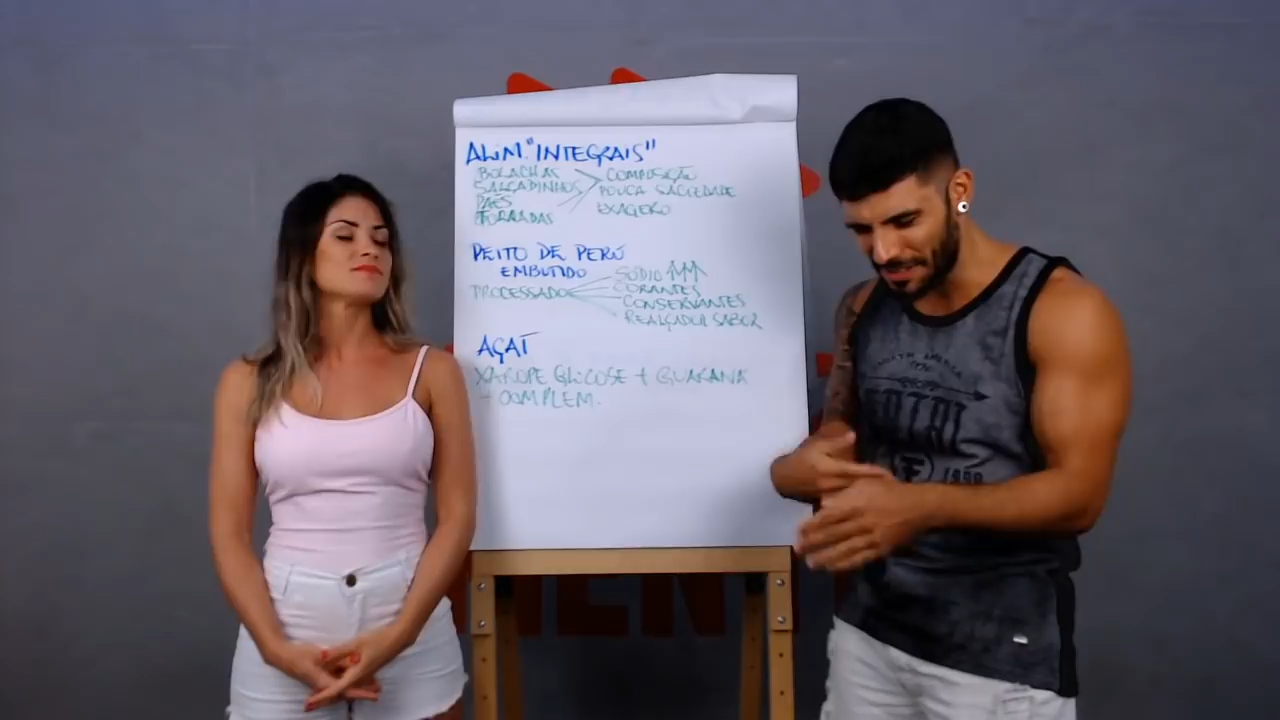 ALIM. "INTEGRAIS"
BOLACHAS
SALGADINHOS
PÃES
TORRADAS
COMPOSIÇÃO
POUCA SACIEDADE
EXAGERO
PEITO DE PERU
EMBUTIDO
PROCESSADO
SÓDIO ↑↑↑
CORANTES
CONSERVANTES
REALÇADOR SABOR
AÇAÍ
XAROPE GLICOSE + GUARANÁ
- COMPLEM.
1998